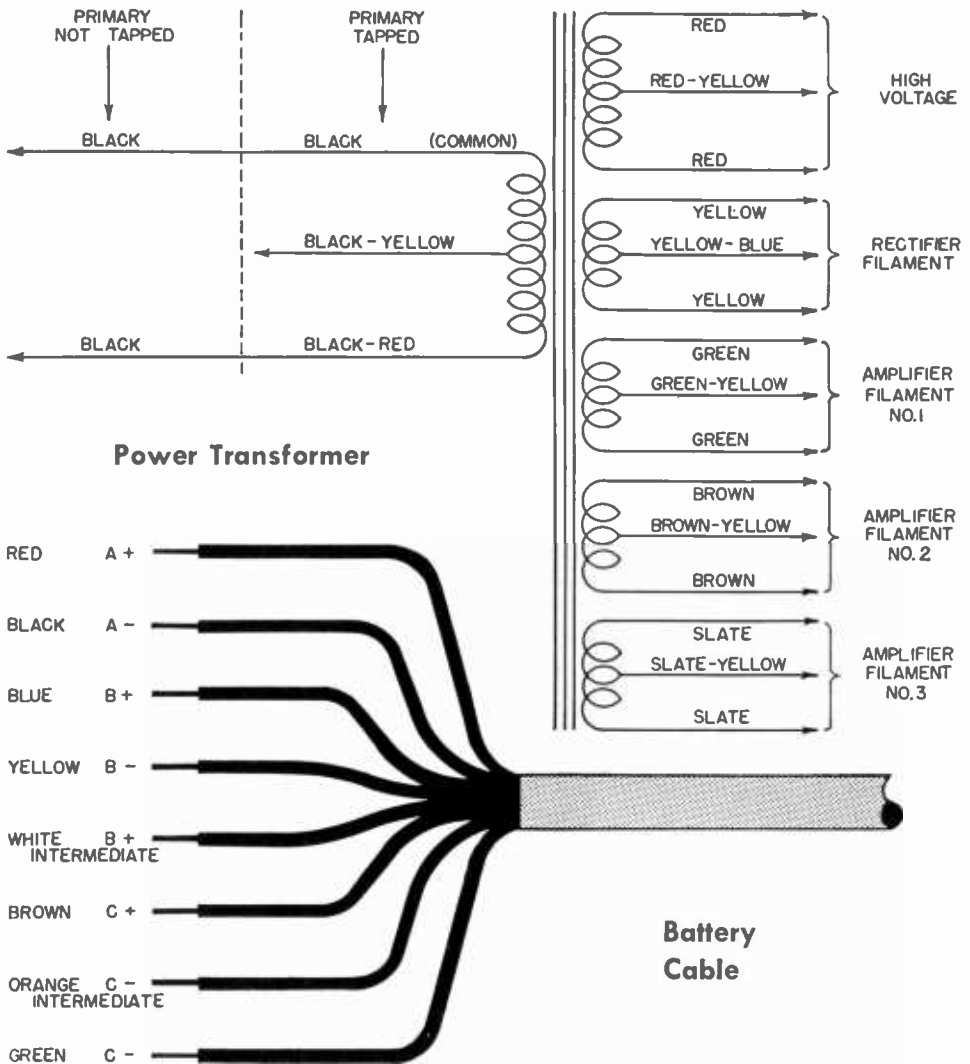 PRIMARY
NOT TAPPED
PRIMARY
TAPPED
BLACK
BLACK (COMMON)
BLACK-YELLOW
BLACK
BLACK-RED
RED
RED-YELLOW
RED
HIGH
VOLTAGE
YELLOW
YELLOW-BLUE
YELLOW
RECTIFIER
FILAMENT
GREEN
GREEN-YELLOW
GREEN
AMPLIFIER
FILAMENT
NO.1
BROWN
BROWN-YELLOW
BROWN
AMPLIFIER
FILAMENT
NO.2
SLATE
SLATE-YELLOW
SLATE
AMPLIFIER
FILAMENT
NO.3
Power Transformer
RED A+
BLACK A-
BLUE B+
YELLOW B-
WHITE B+
INTERMEDIATE
BROWN C+
ORANGE C-
INTERMEDIATE
GREEN C-
Battery
Cable